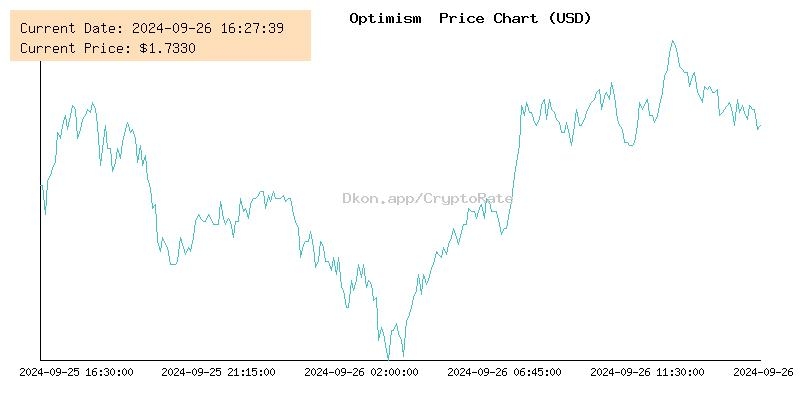 Optimism Price Chart (USD)
Current Date: 2024-09-26 16:27:39
Current Price: $1.7330
Dkon.app/CryptoRate
2024-09-25 16:30:00 2024-09-25 21:15:00 2024-09-26 02:00:00 2024-09-26 06:45:00 2024-09-26 11:30:00 2024-09-26